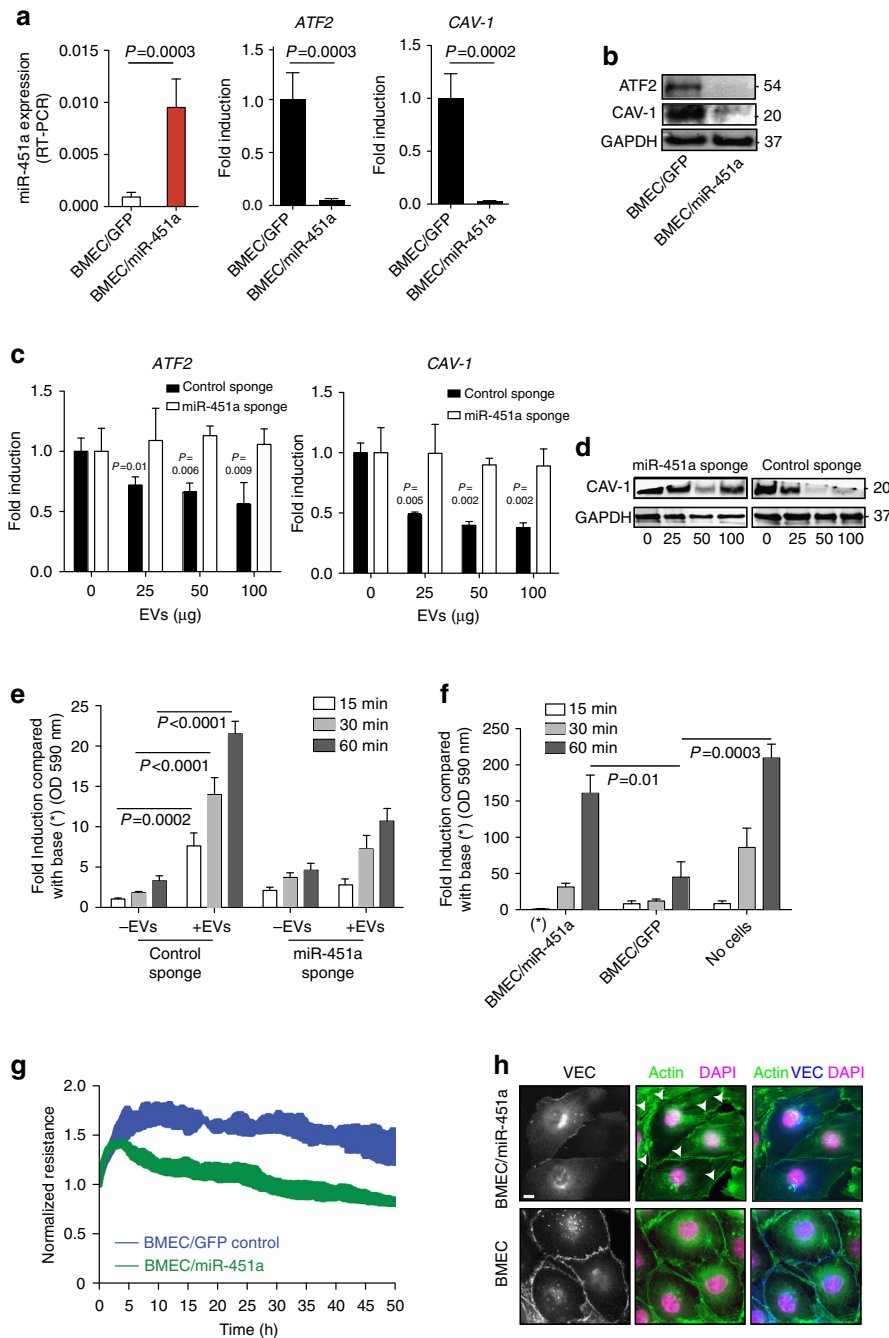 a
miR-451a expression
(RT-PCR)
0.015
0.010
0.005
0.000
P=0.0003
BMEC/GFP
BMEC/miR-451a
ATF2
Fold induction
1.5
1.0
0.5
0.0
P=0.0003
BMEC/GFP
BMEC/miR-451a
CAV-1
Fold induction
1.5
1.0
0.5
0.0
P=0.0002
BMEC/GFP
BMEC/miR-451a
b
ATF2
54
CAV-1
20
GAPDH
37
BMEC/GFP
BMEC/miR-451a
c
ATF2
Fold induction
1.5
1.0
0.5
0.0
Control sponge
miR-451a sponge
P=0.01
P=
0.006
P=
0.009
0 25 50 100
EVs (µg)
CAV-1
Fold induction
1.5
1.0
0.5
0.0
Control sponge
miR-451a sponge
P=
0.005
P=
0.002
P=
0.002
0 25 50 100
EVs (µg)
d
miR-451a sponge Control sponge
CAV-1
20
GAPDH
37
0 25 50 100 0 25 50 100
e
Fold Induction compared
with base (*) (OD 590 nm)
25
20
15
10
5
0
15 min
30 min
60 min
P<0.0001
P<0.0001
P=0.0002
–EVs +EVs –EVs +EVs
Control
sponge
miR-451a
sponge
f
Fold Induction compared
with base (*) (OD 590 nm)
250
200
150
100
50
0
15 min
30 min
60 min
P=0.0003
P=0.01
(*)
BMEC/miR-451a
BMEC/GFP
No cells
g
Normalized resistance
2.0
1.5
1.0
0.5
0
BMEC/GFP control
BMEC/miR-451a
0 5 10 15 20 25 30 35 40 45 50
Time (h)
h
VEC
Actin DAPI
Actin VEC DAPI
BMEC/miR-451a
BMEC